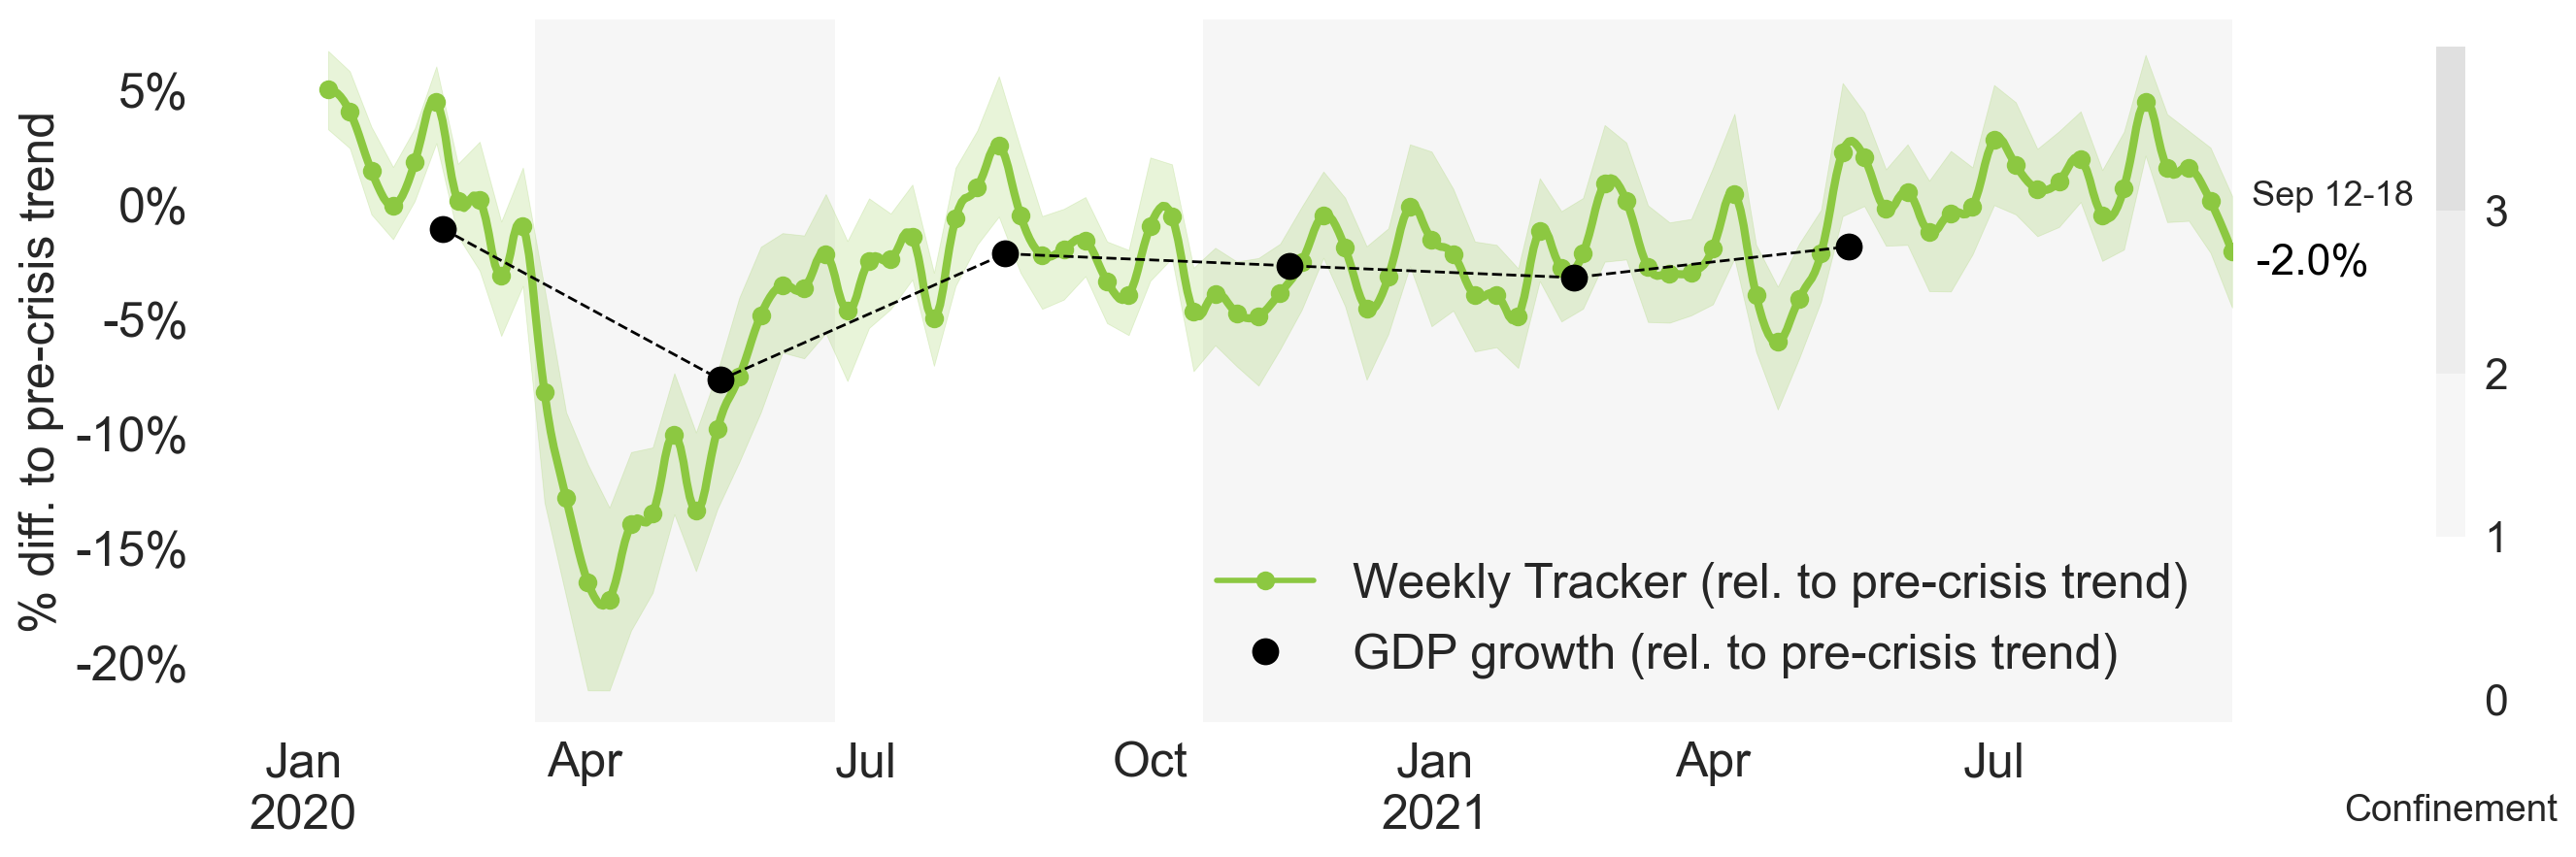 % diff. to pre-crisis trend
5%
0%
-5%
-10%
-15%
-20%
Sep 12-18
-2.0%
3
2
1
0
Weekly Tracker (rel. to pre-crisis trend)
GDP growth (rel. to pre-crisis trend)
Jan Apr Jul Oct Jan Apr Jul
2020 2021
Confinement